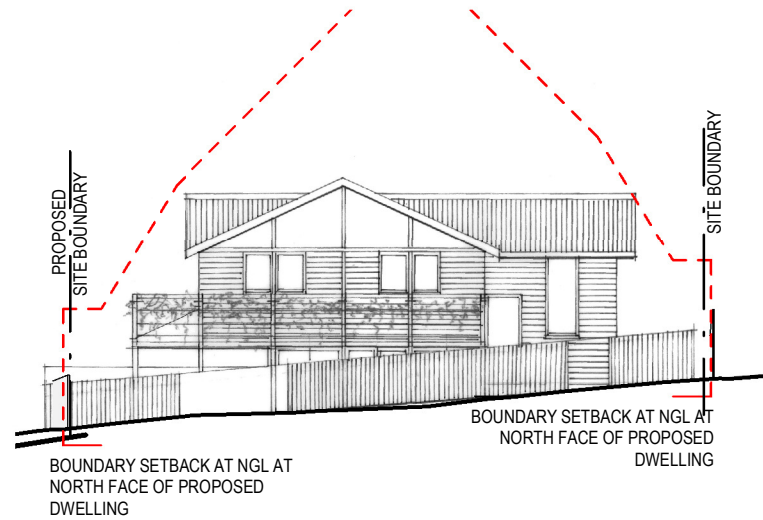 PROPOSED
SITE BOUNDARY
SITE BOUNDARY
BOUNDARY SETBACK AT NGL AT
NORTH FACE OF PROPOSED
DWELLING
BOUNDARY SETBACK AT NGL AT
NORTH FACE OF PROPOSED
DWELLING